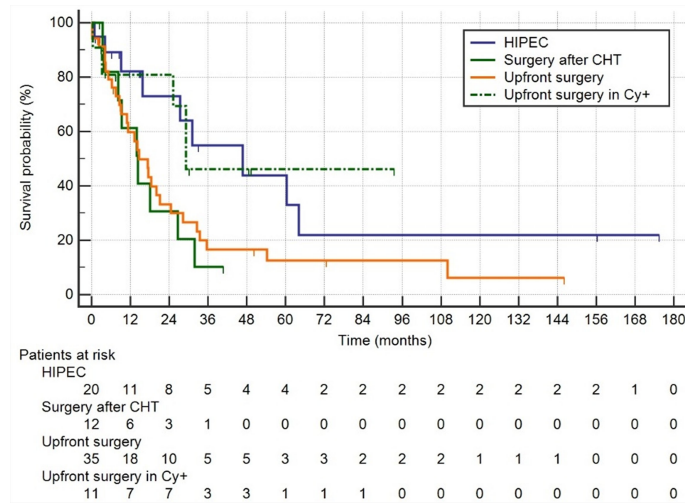 100
80
60
40
20
0
Survival probability (%)
HIPEC
Surgery after CHT
Upfront surgery
Upfront surgery in Cy+
0 12 24 36 48 60 72 84 96 108 120 132 144 156 168 180
Time (months)
Patients at risk
HIPEC
20 11 8 5 4 4 2 2 2 2 2 2 2 2 1 0
Surgery after CHT
12 6 3 1 0 0 0 0 0 0 0 0 0 0 0 0
Upfront surgery
35 18 10 5 5 3 3 2 2 2 1 1 1 0 0 0
Upfront surgery in Cy+
11 7 7 3 3 1 1 1 0 0 0 0 0 0 0 0